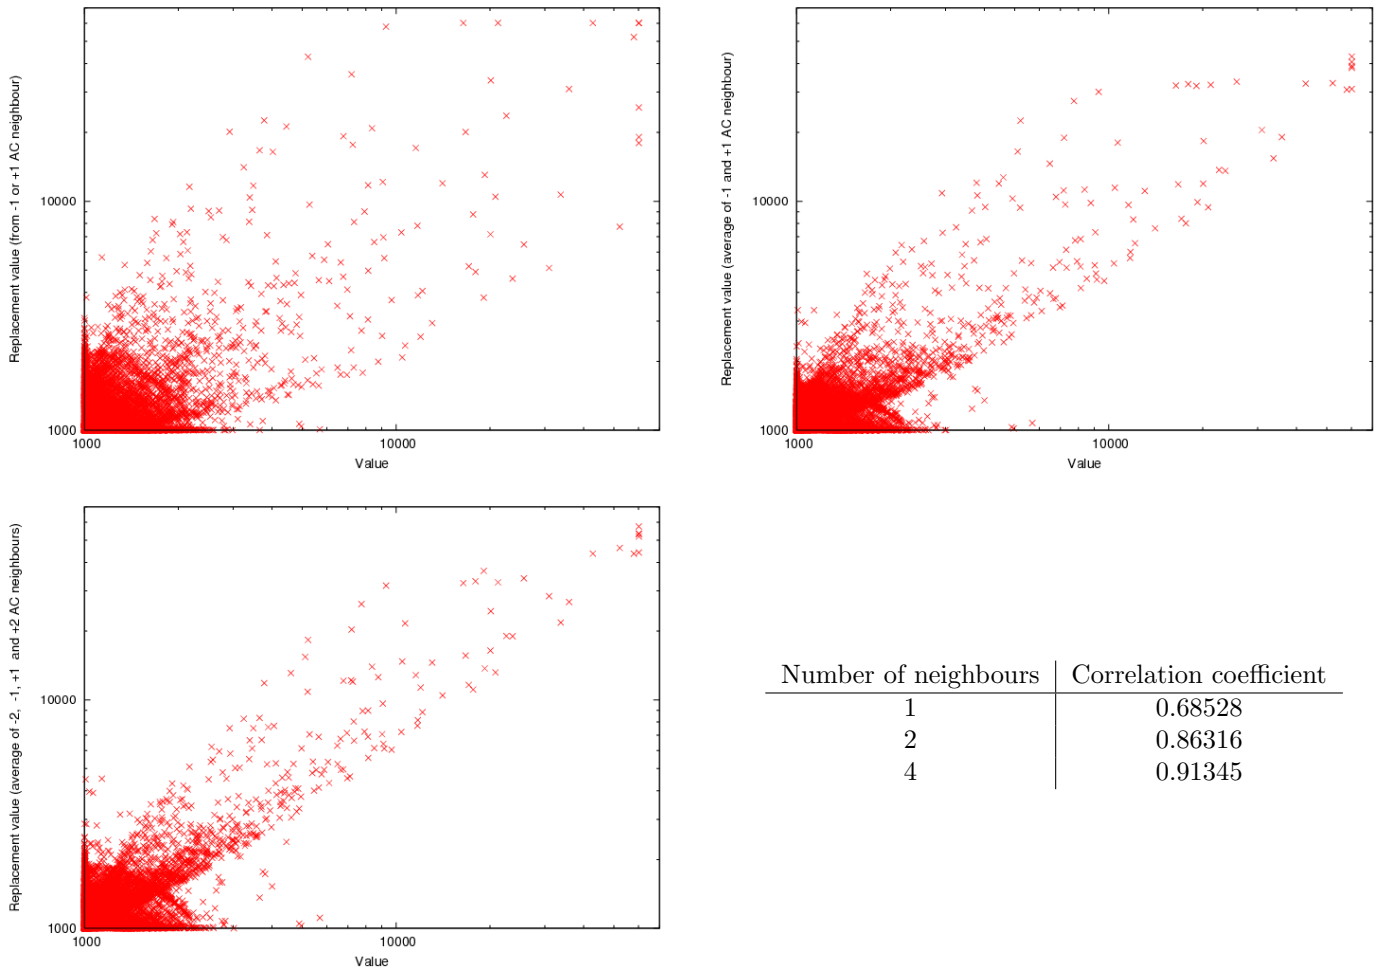 Replacement value (from -1 or +1 AC neighbour)
10000
1000
1000
10000
Value
Replacement value (average of -1 and +1 AC neighbour)
10000
1000
1000
10000
Value
Replacement value (average of -2, -1, +1 and +2 AC neighbours)
10000
1000
1000
10000
Value
Number of neighbours Correlation coefficient
1 0.68528
2 0.86316
4 0.91345